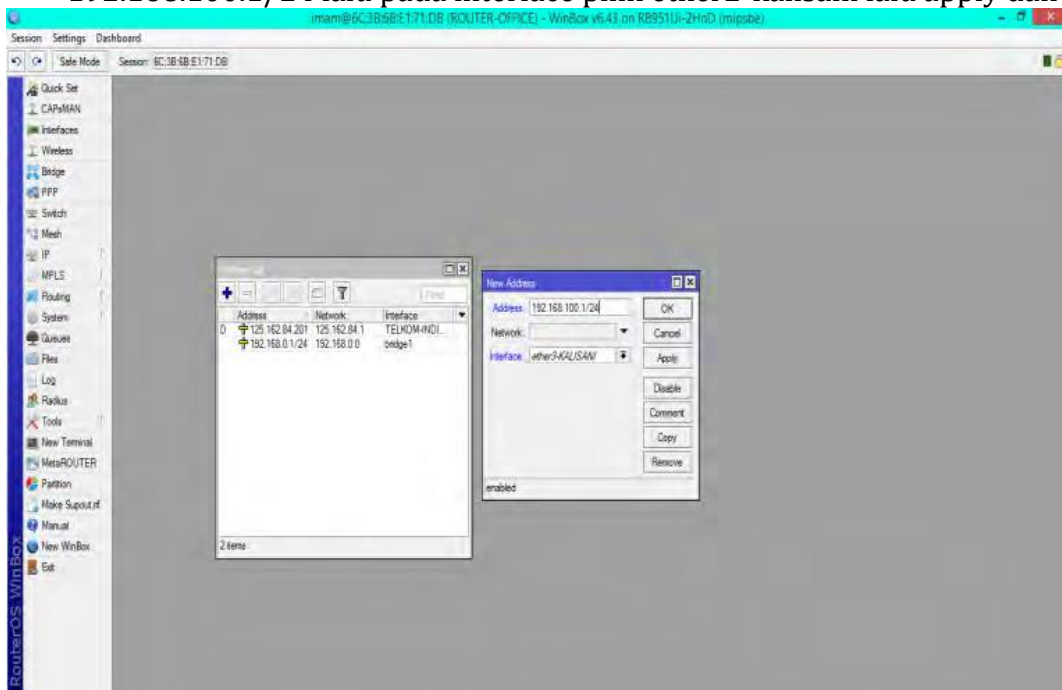 192.168.100.1/24 lalu pada interface pilih ether2-kalisani lalu apply dan
imam@6C:3B:6B:E1:71:DB (ROUTER-OFFICE) - WinBox v6.43 on RB951Ui-2HnD (mipsbe)
Session Settings Dashboard
Safe Mode Session: 6C:3B:6B:E1:71:DB
Quick Set
CAPsMAN
Interfaces
Wireless
Bridge
PPP
Switch
Mesh
IP
MPLS
Routing
System
Queues
Files
Log
Radius
Tools
New Terminal
MetaROUTER
Partition
Make Supout.rif
Manual
New WinBox
Exit
RouterOS WinBox
Find
Address Network Interface
D 125.162.84.201 125.162.84.1 TELKOM-INDI...
192.168.0.1/24 192.168.0.0 bridge1
2 items
New Address
Address: 192.168.100.1/24
Network:
Interface: ether3-KALISANI
OK
Cancel
Apply
Disable
Comment
Copy
Remove
enabled